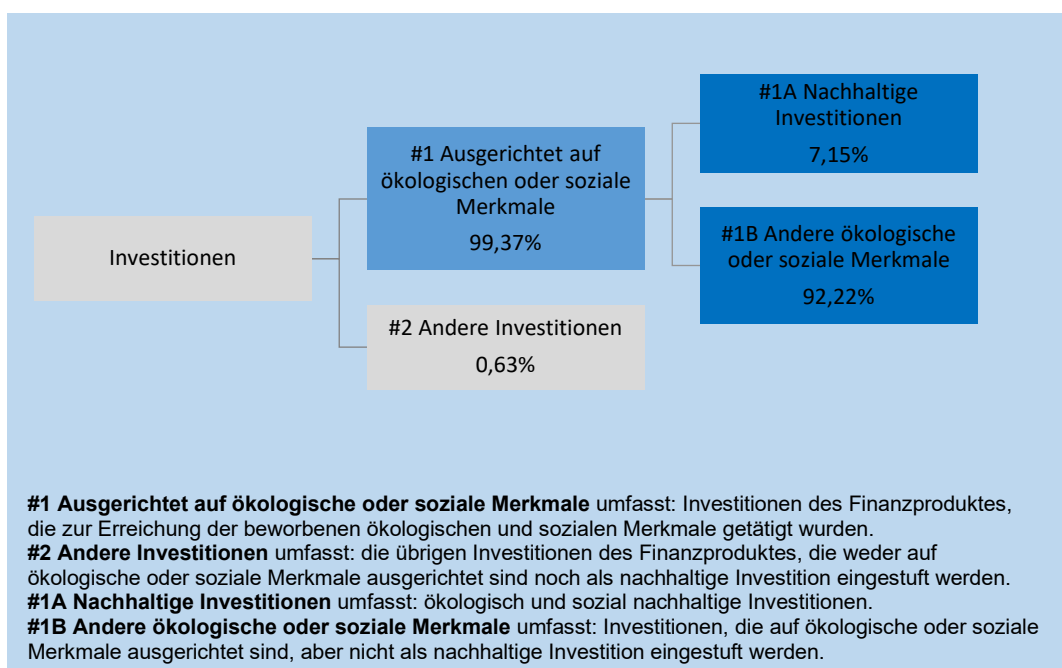 #1A Nachhaltige
Investitionen
7,15%
#1 Ausgerichtet auf
ökologischen oder soziale
Merkmale
99,37%
#1B Andere ökologische
oder soziale Merkmale
92,22%
Investitionen
#2 Andere Investitionen
0,63%
#1 Ausgerichtet auf ökologische oder soziale Merkmale umfasst: Investitionen des Finanzproduktes,
die zur Erreichung der beworbenen ökologischen und sozialen Merkmale getätigt wurden.
#2 Andere Investitionen umfasst: die übrigen Investitionen des Finanzproduktes, die weder auf
ökologische oder soziale Merkmale ausgerichtet sind noch als nachhaltige Investition eingestuft werden.
#1A Nachhaltige Investitionen umfasst: ökologisch und sozial nachhaltige Investitionen.
#1B Andere ökologische oder soziale Merkmale umfasst: Investitionen, die auf ökologische oder soziale
Merkmale ausgerichtet sind, aber nicht als nachhaltige Investition eingestuft werden.